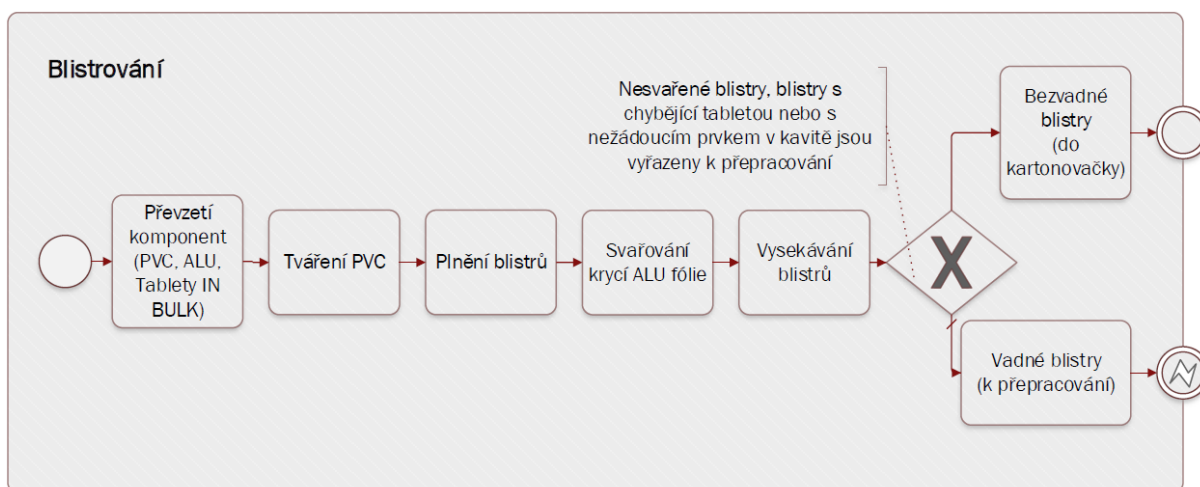 Blistrování
Nesvařené blistry, blistry s
chybějící tabletou nebo s
nežádoucím prvkem v kavitě jsou
vyřazeny k přepracování
Bezvadné
blistry
(do
kartonovačky)
Převzetí
komponent
(PVC, ALU,
Tablety IN
BULK)
Tváření PVC
Plnění blistrů
Svařování
krycí ALU fólie
Vysekávání
blistrů
X
Vadné blistry
(k přepracování)